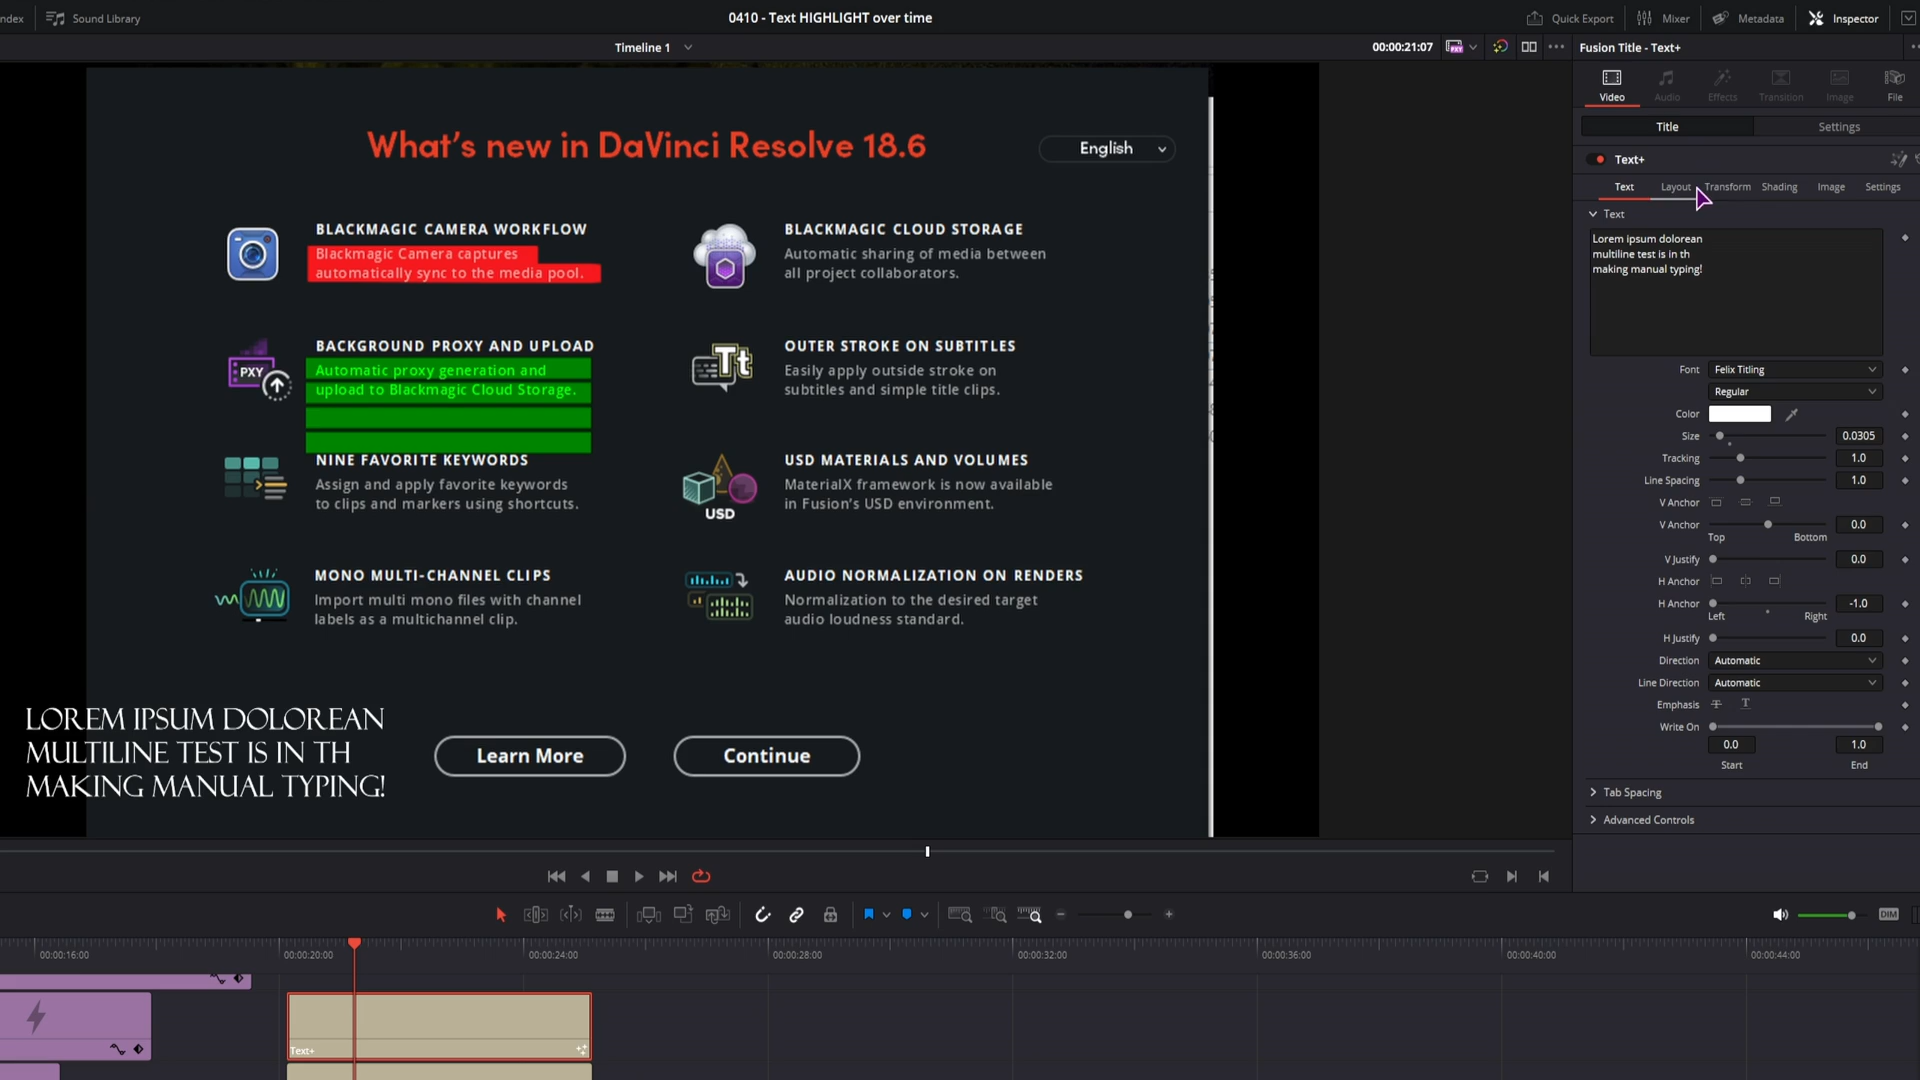 ndex
Sound Library
0410 - Text HIGHLIGHT over time
Quick Export
Mixer
Metadata
Inspector
Timeline 1
00:00:21:07
Fusion Title - Text+
Video
Audio
Effects
Transition
Image
File
Title
Settings
Text+
Text
Layout
Transform
Shading
Image
Settings
Text
Lorem ipsum dolorean
multiline test is in th
making manual typing!
Font
Felix Titling
Regular
Color
Size
0.0305
Tracking
1.0
Line Spacing
1.0
V Anchor
V Anchor
0.0
Top
Bottom
V Justify
0.0
H Anchor
H Anchor
-1.0
Left
Right
H Justify
0.0
Direction
Automatic
Line Direction
Automatic
Emphasis
Write On
0.0
1.0
Start
End
Tab Spacing
Advanced Controls
What's new in DaVinci Resolve 18.6
English
BLACKMAGIC CAMERA WORKFLOW
Blackmagic Camera captures
automatically sync to the media pool.
BLACKMAGIC CLOUD STORAGE
Automatic sharing of media between
all project collaborators.
PXY
BACKGROUND PROXY AND UPLOAD
Automatic proxy generation and
upload to Blackmagic Cloud Storage.
Tt
OUTER STROKE ON SUBTITLES
Easily apply outside stroke on
subtitles and simple title clips.
NINE FAVORITE KEYWORDS
Assign and apply favorite keywords
to clips and markers using shortcuts.
USD
USD MATERIALS AND VOLUMES
MaterialX framework is now available
in Fusion's USD environment.
MONO MULTI-CHANNEL CLIPS
Import multi mono files with channel
labels as a multichannel clip.
AUDIO NORMALIZATION ON RENDERS
Normalization to the desired target
audio loudness standard.
LOREM IPSUM DOLOREAN
MULTILINE TEST IS IN TH
MAKING MANUAL TYPING!
Learn More
Continue
DIM
00:00:16:00
00:00:20:00
00:00:24:00
00:00:28:00
00:00:32:00
00:00:36:00
00:00:40:00
00:00:44:00
Text+